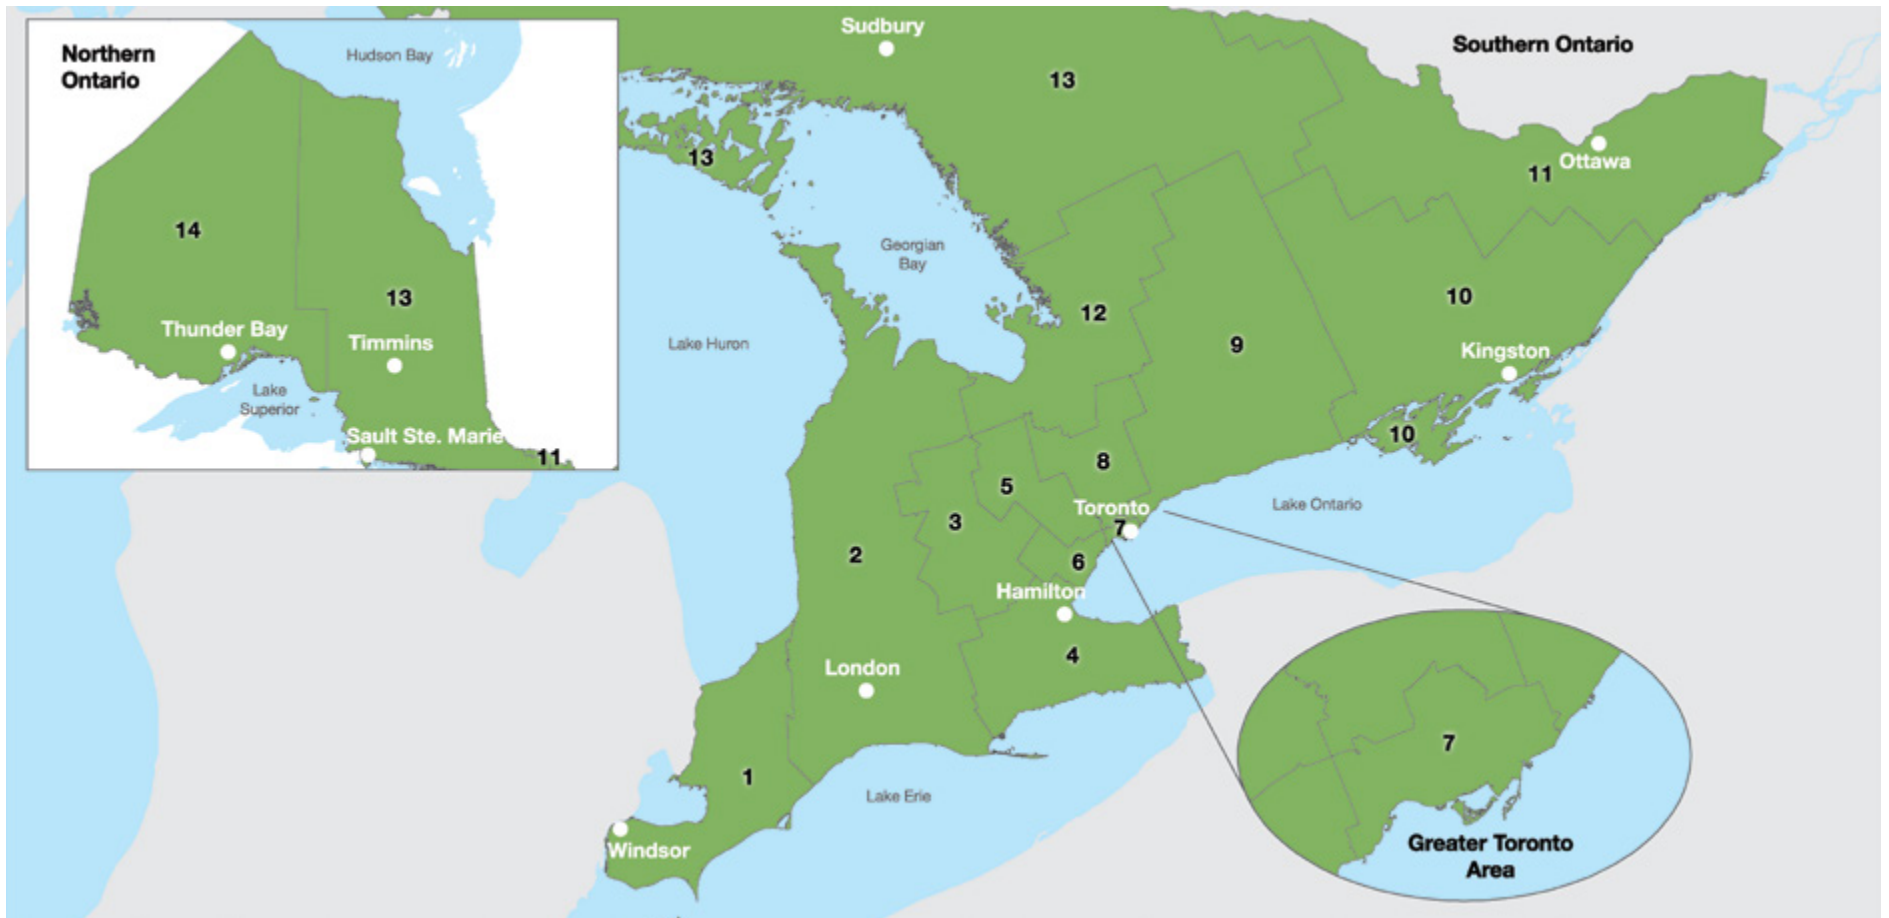 Northern
Ontario
Hudson Bay
14
13
Thunder Bay
Timmins
Lake
Superior
Sault Ste. Marie
11
Sudbury
13
Southern Ontario
13
Ottawa
11
Georgian
Bay
10
12
Lake Huron
9
Kingston
10
8
5
Toronto
Lake Ontario
3
7
2
6
Hamilton
4
London
7
1
Lake Erie
Windsor
Greater Toronto
Area